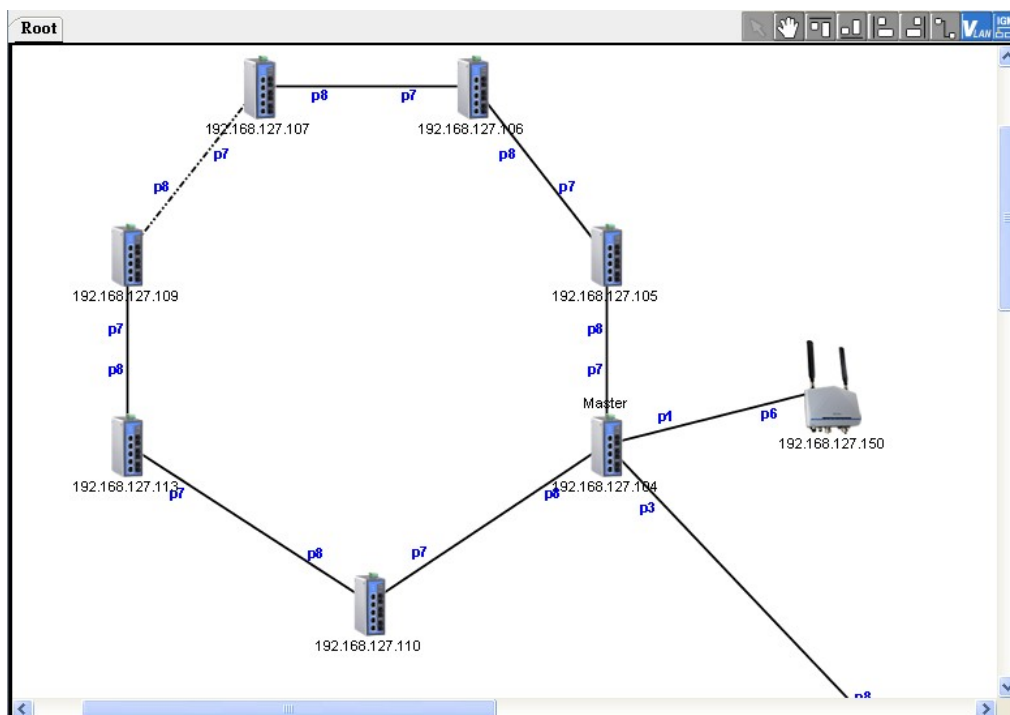 Root
VLAN
IGM
p8
p7
192.168.127.107
192.168.127.106
p7
p8
p8
p7
192.168.127.109
192.168.127.105
p7
p8
p8
p7
Master
p1
p6
192.168.127.150
192.168.127.113
p7
p8
192.168.127.104
p3
p8
p7
192.168.127.110
p8